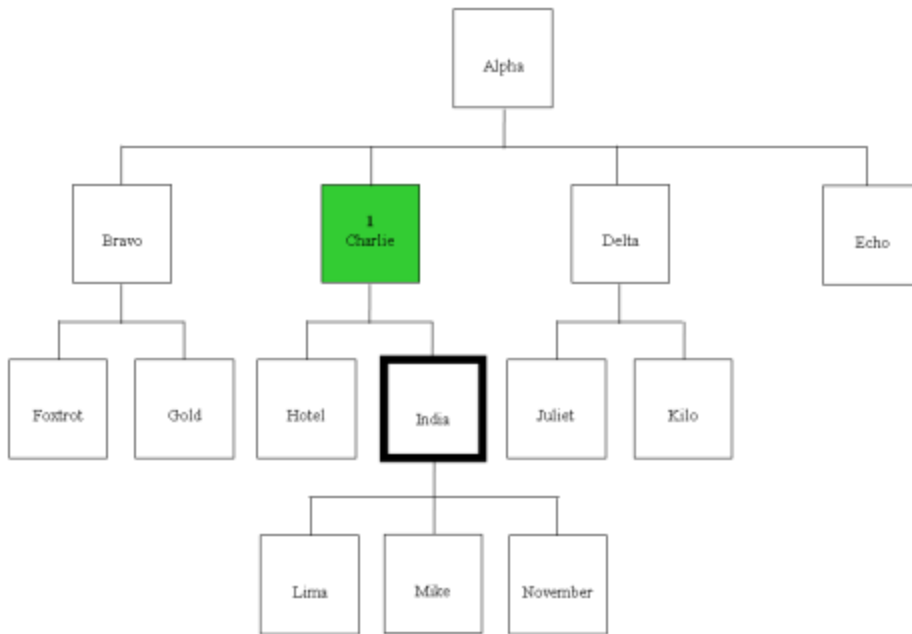 Alpha
Bravo
1
Charlie
Delta
Echo
Foxtrot
Gold
Hotel
India
Juliet
Kilo
Lima
Mike
November